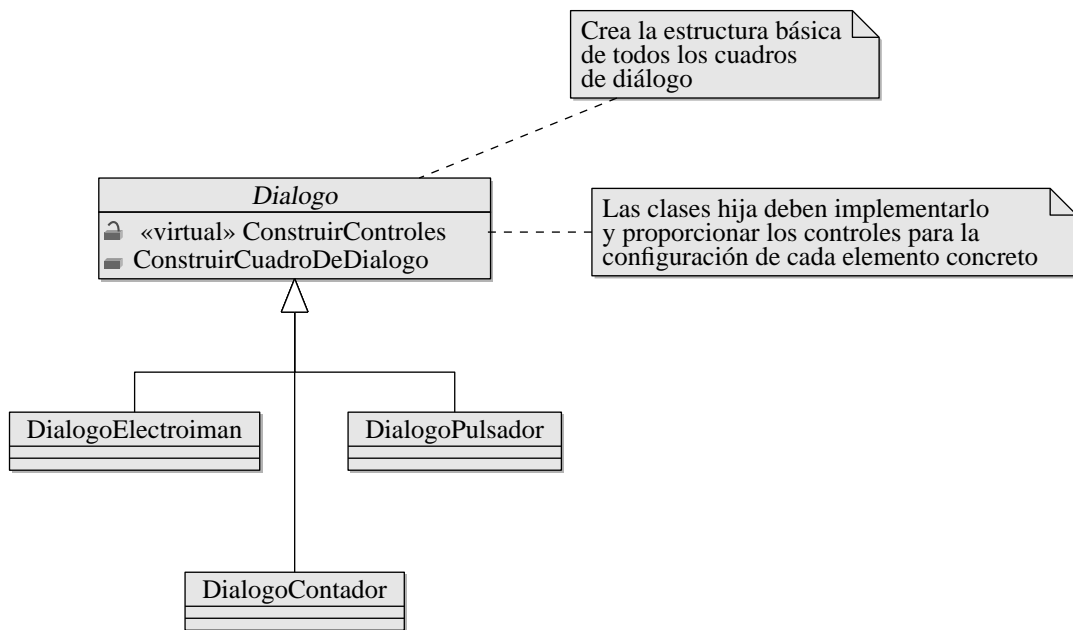 Crea la estructura básica
de todos los cuadros
de diálogo
Dialogo
«virtual» ConstruirControles
ConstruirCuadroDeDialogo
Las clases hija deben implementarlo
y proporcionar los controles para la
configuración de cada elemento concreto
DialogoElectroiman
DialogoPulsador
DialogoContador